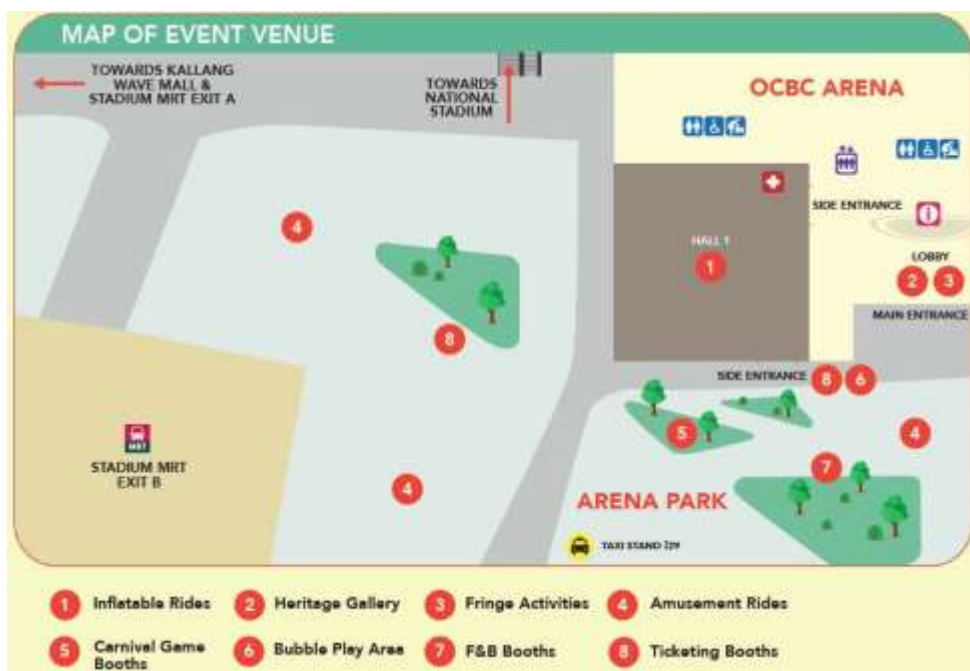 MAP OF EVENT VENUE
TOWARDS KALLANG
WAVE MALL &
STADIUM MRT EXIT A
TOWARDS
NATIONAL
STADIUM
OCBC ARENA
SIDE ENTRANCE
HALL 1
1
LOBBY
2 3
MAIN ENTRANCE
4
8
SIDE ENTRANCE 8 6
5
4
7
MRT
STADIUM MRT
EXIT B
4
ARENA PARK
TAXI STAND
1 Inflatable Rides
2 Heritage Gallery
3 Fringe Activities
4 Amusement Rides
5 Carnival Game
Booths
6 Bubble Play Area
7 F&B Booths
8 Ticketing Booths